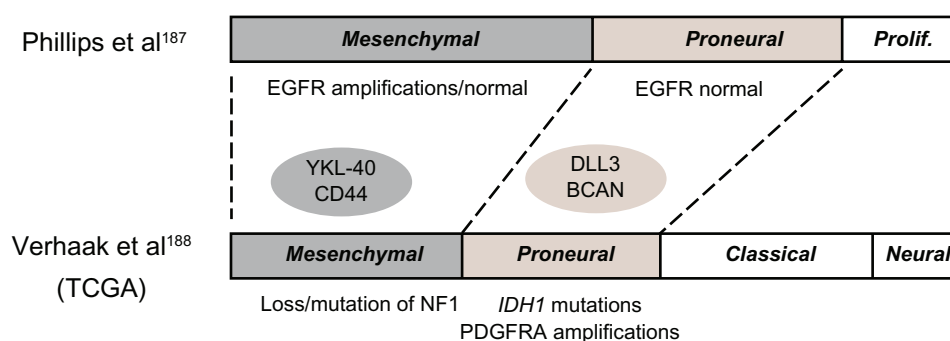 Phillips et al187
Mesenchymal Proneural Prolif.
EGFR amplifications/normal EGFR normal
YKL-40
CD44
DLL3
BCAN
Verhaak et al188
(TCGA)
Mesenchymal Proneural Classical Neural
Loss/mutation of NF1
IDH1 mutations
PDGFRA amplifications